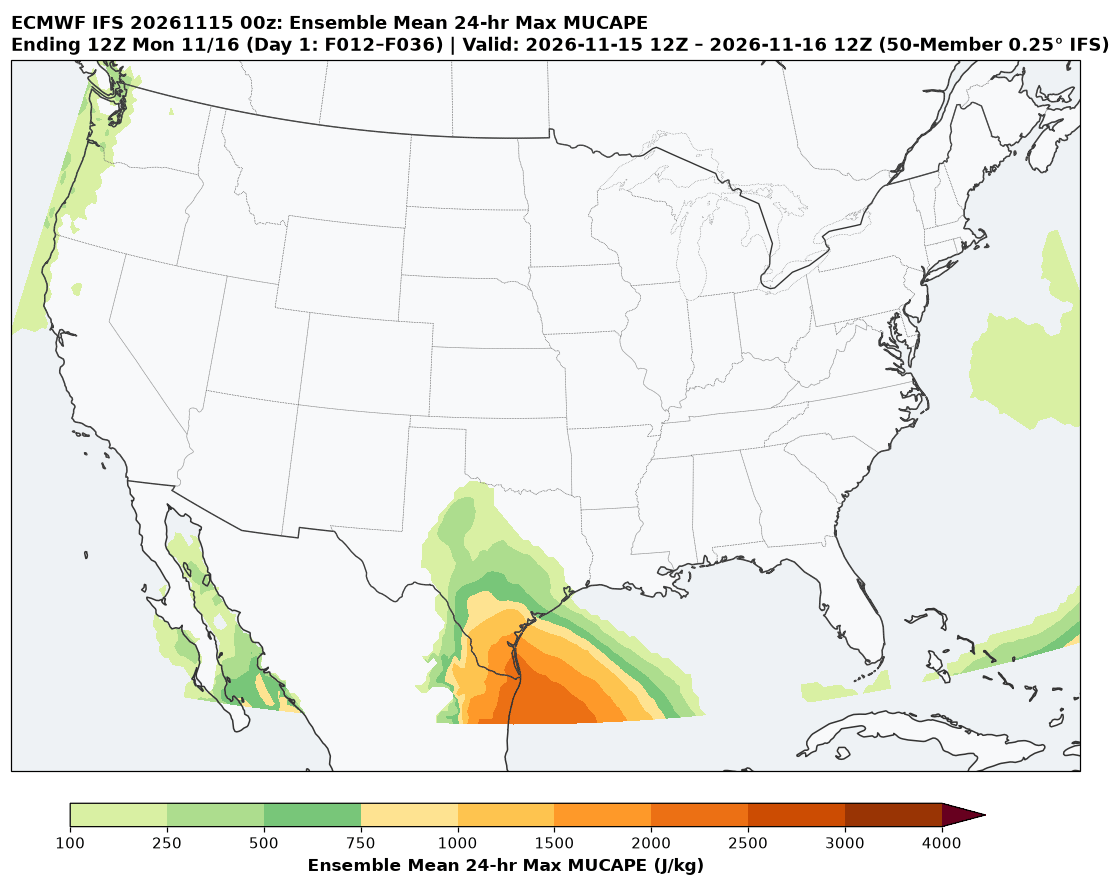 ECMWF IFS 20261115 00z: Ensemble Mean 24-hr Max MUCAPE
Ending 12Z Mon 11/16 (Day 1: F012–F036) | Valid: 2026-11-15 12Z – 2026-11-16 12Z (50-Member 0.25° IFS)
100 250 500 750 1000 1500 2000 2500 3000 4000
Ensemble Mean 24-hr Max MUCAPE (J/kg)